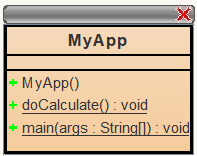 MyApp
+ MyApp()
+ doCalculate() : void
+ main(args : String[]) : void